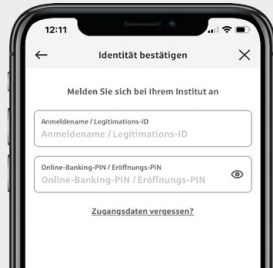 12:11
Identität bestätigen
Melden Sie sich bei Ihrem Institut an
Anmeldename / Legitimations-ID
Anmeldename / Legitimations-ID
Online-Banking-PIN / Eröffnungs-PIN
Online-Banking-PIN / Eröffnungs-PIN
Zugangsdaten vergessen?